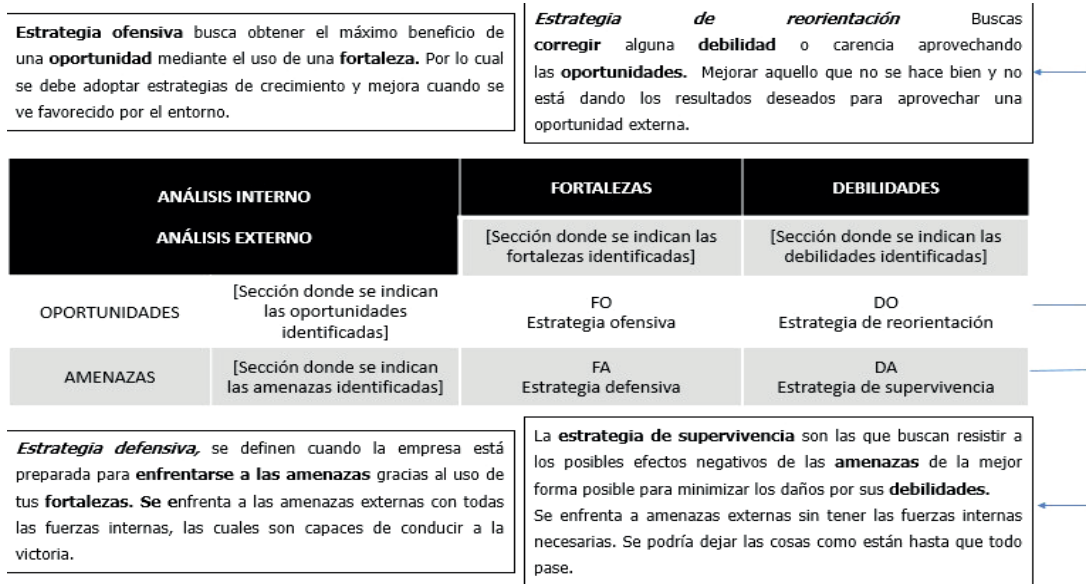 Estrategia ofensiva busca obtener el máximo beneficio de
una oportunidad mediante el uso de una fortaleza. Por lo cual
se debe adoptar estrategias de crecimiento y mejora cuando se
ve favorecido por el entorno.
Estrategia de reorientación Buscas
corregir alguna debilidad o carencia aprovechando
las oportunidades. Mejorar aquello que no se hace bien y no
está dando los resultados deseados para aprovechar una
oportunidad externa.
ANÁLISIS INTERNO
ANÁLISIS EXTERNO
FORTALEZAS
DEBILIDADES
[Sección donde se indican las
fortalezas identificadas]
[Sección donde se indican las
debilidades identificadas]
OPORTUNIDADES
[Sección donde se indican
las oportunidades
identificadas]
FO
Estrategia ofensiva
DO
Estrategia de reorientación
AMENAZAS
[Sección donde se indican
las amenazas identificadas]
FA
Estrategia defensiva
DA
Estrategia de supervivencia
Estrategia defensiva, se definen cuando la empresa está
preparada para enfrentarse a las amenazas gracias al uso de
tus fortalezas. Se enfrenta a las amenazas externas con todas
las fuerzas internas, las cuales son capaces de conducir a la
victoria.
La estrategia de supervivencia son las que buscan resistir a
los posibles efectos negativos de las amenazas de la mejor
forma posible para minimizar los daños por sus debilidades.
Se enfrenta a amenazas externas sin tener las fuerzas internas
necesarias. Se podría dejar las cosas como están hasta que todo
pase.